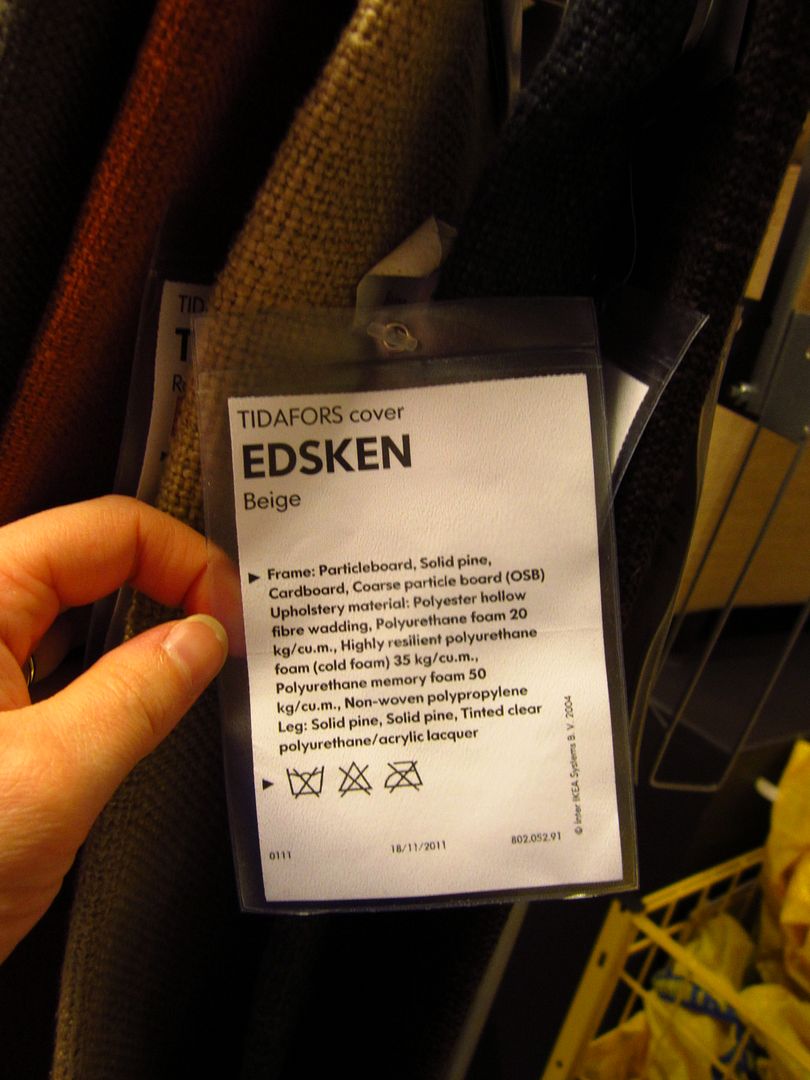 TIDAFORS cover
EDSKEN
Beige
Frame: Particleboard, Solid pine,
Cardboard, Coarse particle board (OSB)
Upholstery material: Polyester hollow
fibre wadding, Polyurethane foam 20
kg/cu.m., Highly resilient polyurethane
foam (cold foam) 35 kg/cu.m.,
Polyurethane memory foam 50
kg/cu.m., Non-woven polypropylene
Leg: Solid pine, Solid pine, Tinted clear
polyurethane/acrylic lacquer
0111 18/11/2011 802.052.91
© Inter IKEA Systems B. V. 2004
TID
T